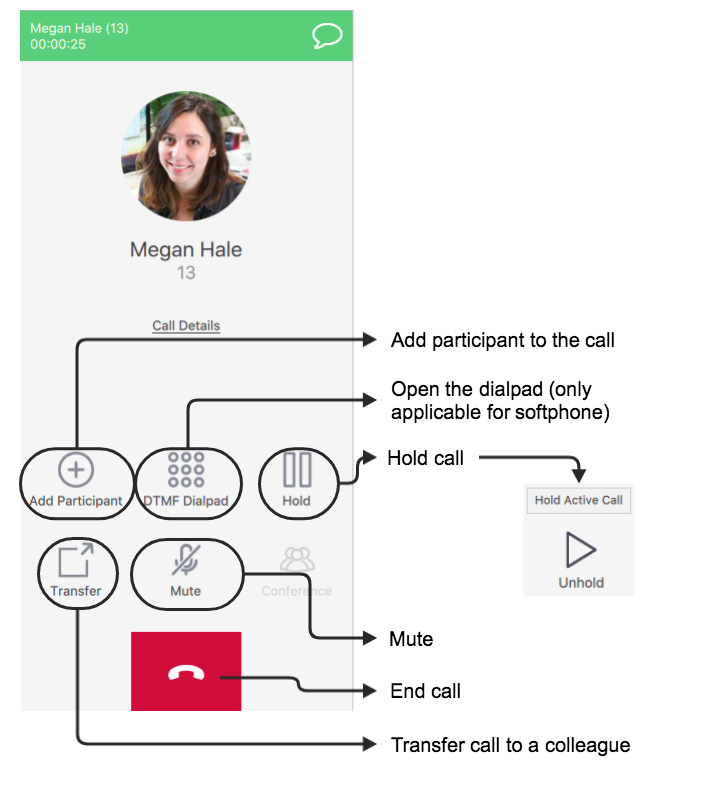 Megan Hale (13)
00:00:25
Megan Hale
13
Call Details
Add participant to the call
Open the dialpad (only
applicable for softphone)
Hold call
Add Participant
DTMF Dialpad
Hold
Hold Active Call
Unhold
Transfer
Mute
Conference
Mute
End call
Transfer call to a colleague